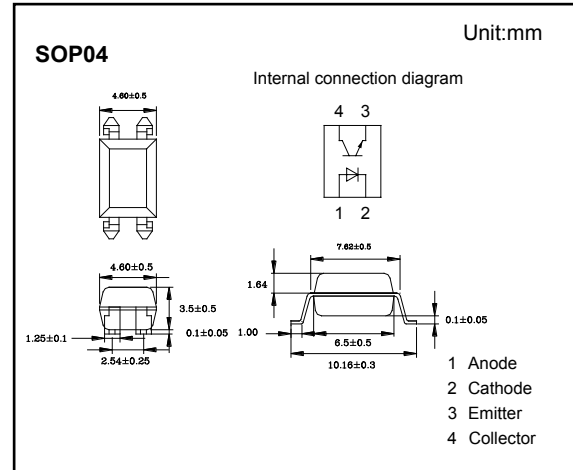 Unit:mm
SOP04
Internal connection diagram
4.60±0.5
4 3
1 2
4.60±0.5
3.5±0.5
0.1±0.05
1.25±0.1
2.54±0.25
7.62±0.5
1.64
0.1±0.05
1.00
6.5±0.5
10.16±0.3
1 Anode
2 Cathode
3 Emitter
4 Collector